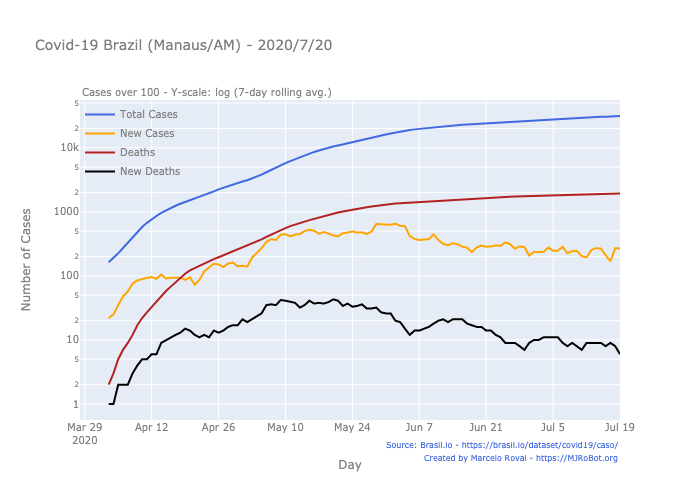 Covid-19 Brazil (Manaus/AM) - 2020/7/20
Cases over 100 - Y-scale: log (7-day rolling avg.)
Total Cases
New Cases
Deaths
New Deaths
Number of Cases
5
2
10k
5
2
1000
5
2
100
5
2
10
5
2
1
Mar 29
2020
Apr 12
Apr 26
May 10
May 24
Jun 7
Jun 21
Jul 5
Jul 19
Day
Source: Brasil.io - https://brasil.io/dataset/covid19/caso/
Created by Marcelo Rovai - https://MJRoBot.org